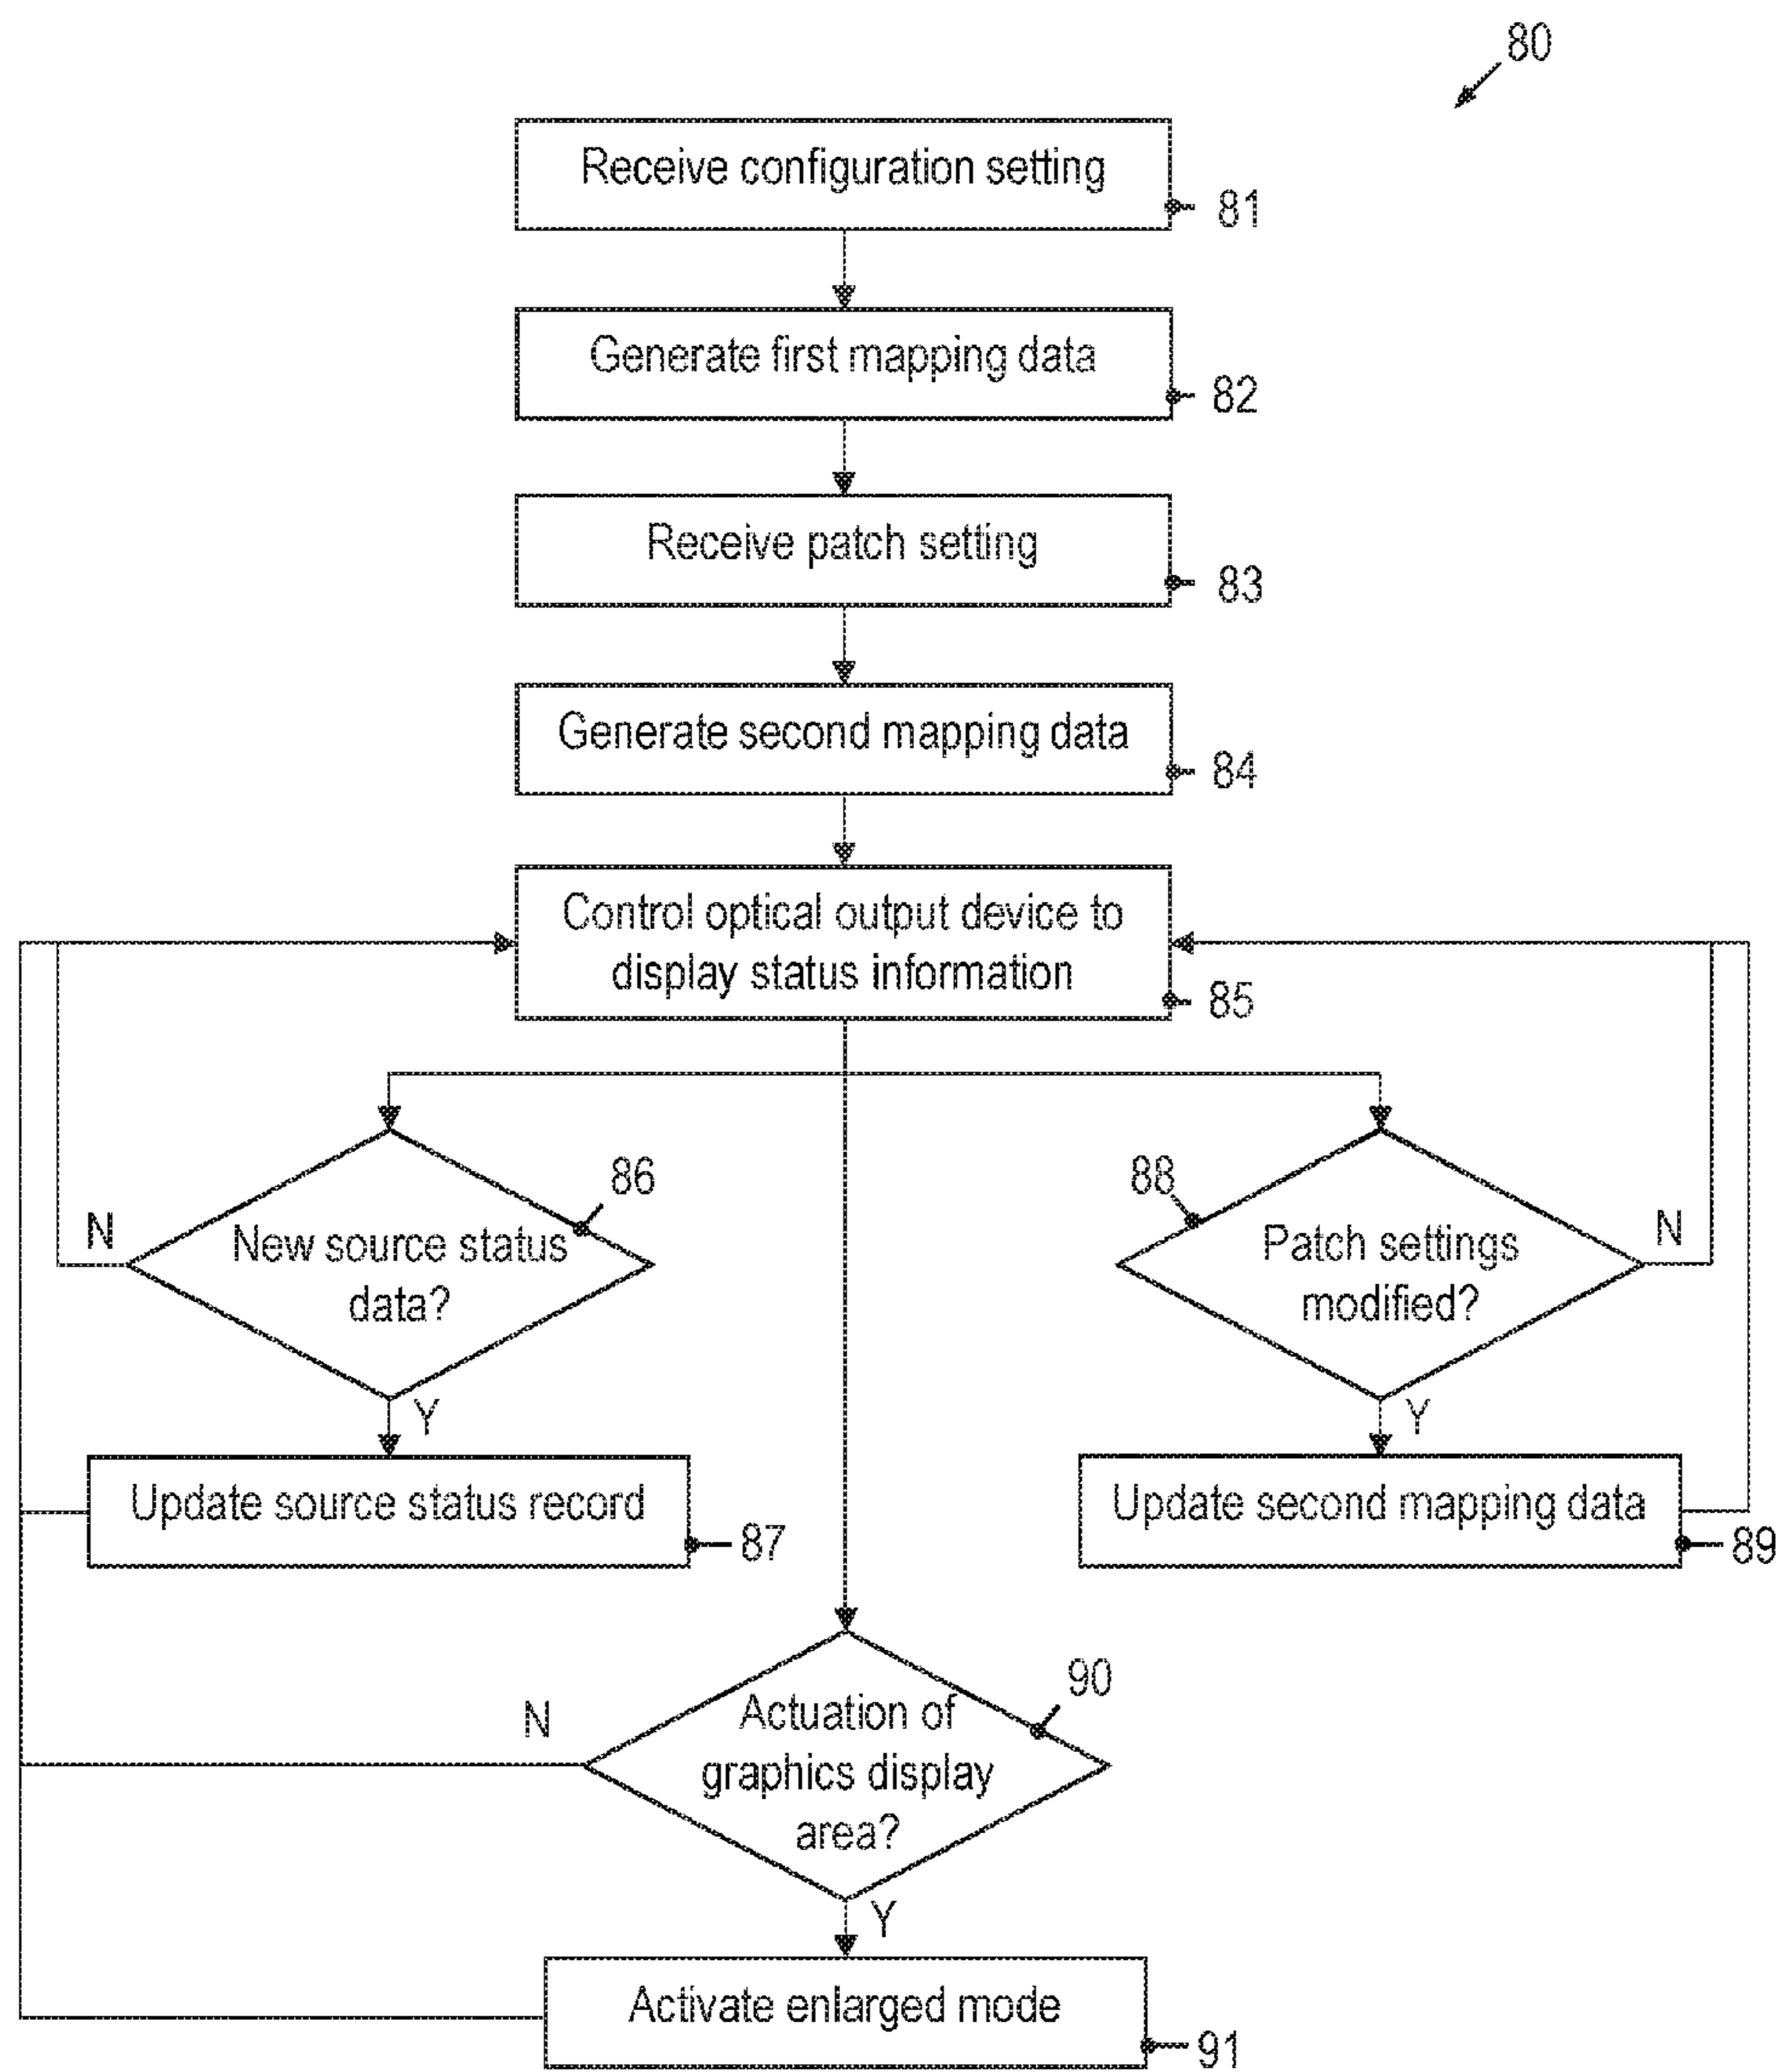 80
Receive configuration setting
81
Generate first mapping data
82
Receive patch setting
83
Generate second mapping data
84
Control optical output device to
display status information
85
86
88
N
New source status
data?
Patch settings
modified?
N
Y
Y
Update source status record
87
Update second mapping data
89
90
N
Actuation of
graphics display
area?
Y
Activate enlarged mode
91